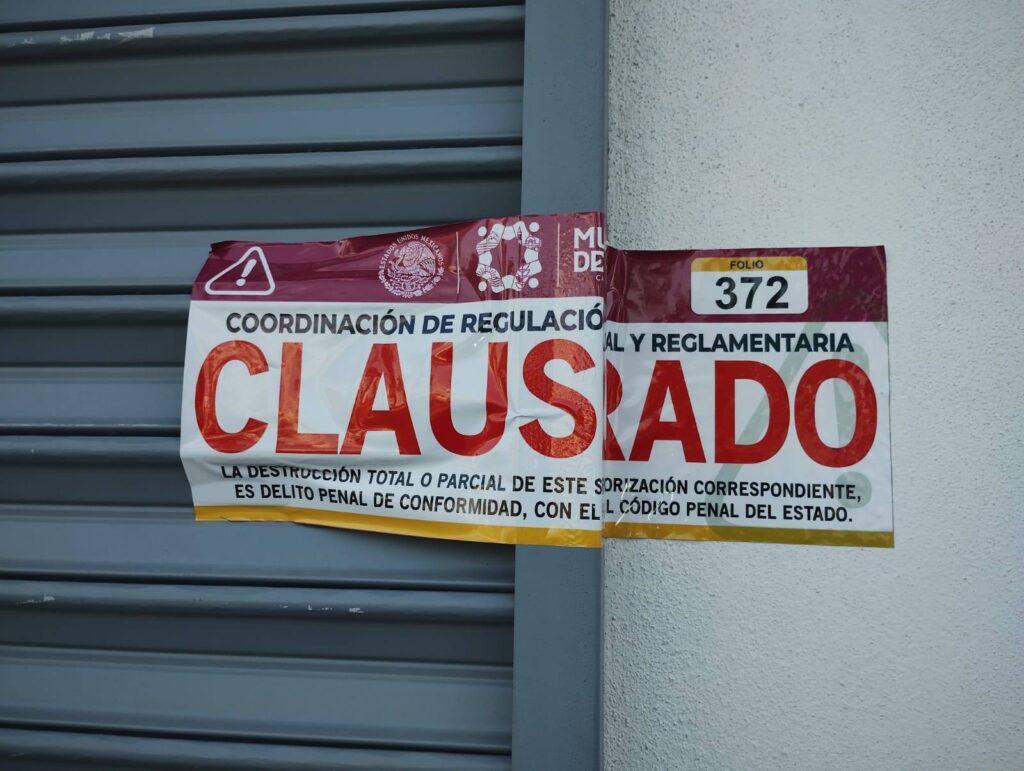 ESTADOS UNIDOS MEXICANOS
MU
DE
FOLIO
372
COORDINACIÓN DE REGULACIÓ AL Y REGLAMENTARIA
CLAUSRADO
LA DESTRUCCIÓN TOTAL O PARCIAL DE ESTE S ORIZACIÓN CORRESPONDIENTE,
ES DELITO PENAL DE CONFORMIDAD, CON EL L CÓDIGO PENAL DEL ESTADO.